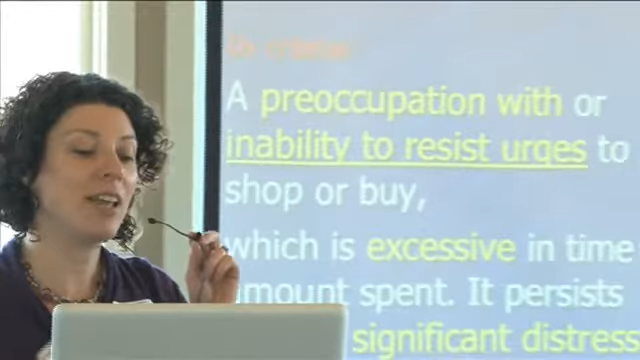 A preoccupation with or
inability to resist urges to
shop or buy,
which is excessive in time
amount spent. It persists
significant distress